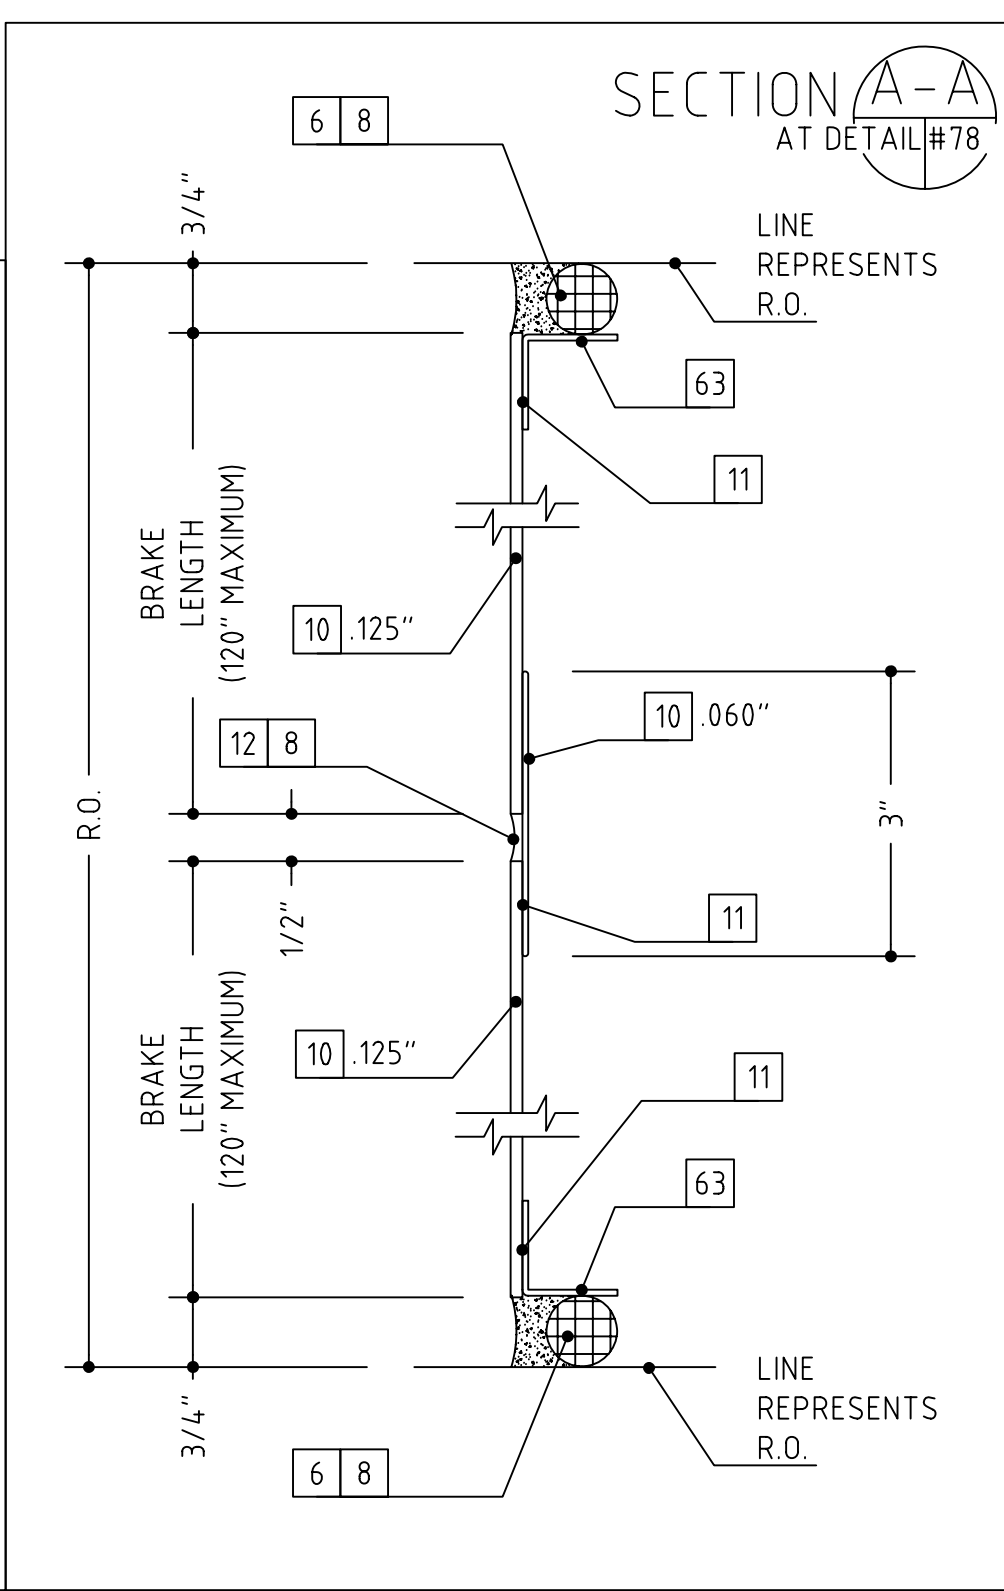 SECTION A-A
AT DETAIL #78
6 8
3/4"
LINE
REPRESENTS
R.O.
63
11
BRAKE
LENGTH
(120" MAXIMUM)
10 .125"
10 .060"
12 8
R.O.
3"
1/2"
11
BRAKE
LENGTH
(120" MAXIMUM)
10 .125"
11
63
3/4"
LINE
REPRESENTS
R.O.
6 8